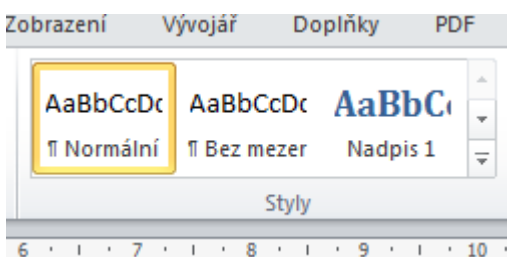 Zobrazení Vývojář Doplňky PDF
AaBbCcDc AaBbCcDc AaBbC
¶ Normální ¶ Bez mezer Nadpis 1
Styly
6 7 8 9 10